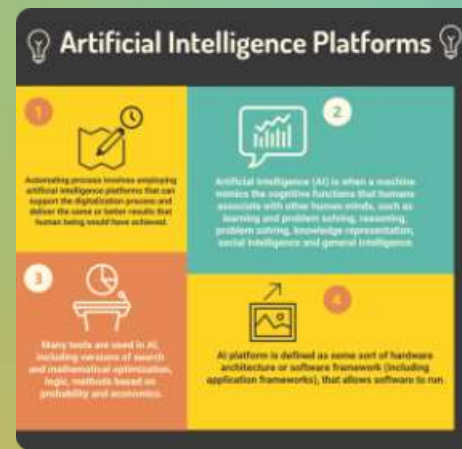 Artificial Intelligence Platforms
1
Automating process involves employing
artificial intelligence platforms that can
support the digitalization process and
deliver the same or better results that
human being would have achieved.
2
Artificial Intelligence (AI) is when a machine
mimics the cognitive functions that humans
associate with other human minds, such as
learning and problem solving, reasoning,
problem solving, knowledge representation,
social intelligence and general intelligence.
3
Many tools are used in AI,
including versions of search
and mathematical optimization,
logic, methods based on
probability and economics.
4
AI platform is defined as some sort of hardware
architecture or software framework (including
application frameworks), that allows software to run.